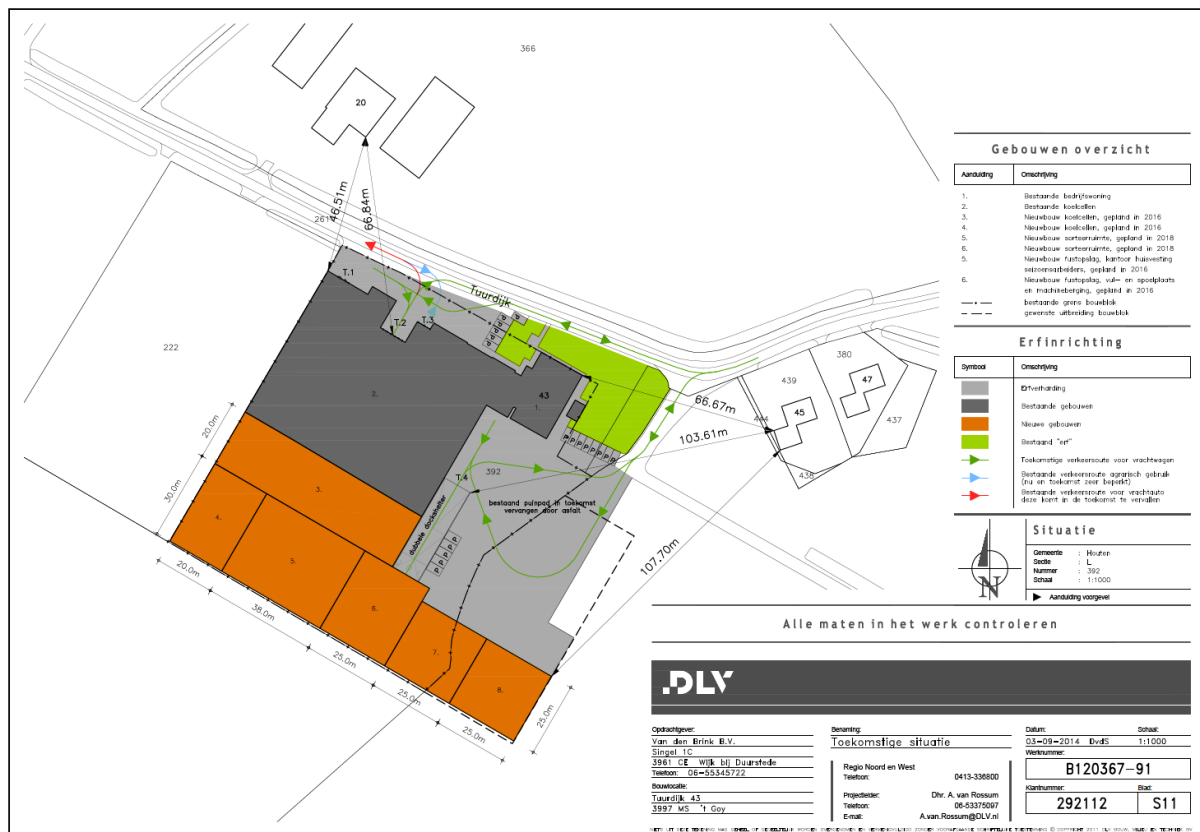 366
20
46.51m
66.84m
261
T.1
T.2
T.3
Tuurdijk
P P P P P P
222
2.
43
1.
66.67m
103.61m
439
380
47
45
444
437
438
T.4
392
P P P P P P P
bestaand puinpad in toekomst
vervangen door asfalt
dubbele dockshelter
P P P P
P P P P
107.70m
20.0m
30.0m
3.
4.
5.
6.
7.
8.
20.0m
38.0m
25.0m
25.0m
25.0m
25.0m
Gebouwen overzicht
Aanduiding Omschrijving
1. Bestaande bedrijfswoning
2. Bestaande koelcellen
3. Nieuwbouw koelcellen, gepland in 2016
4. Nieuwbouw koelcellen, gepland in 2016
5. Nieuwbouw sorteerruimte, gepland in 2018
6. Nieuwbouw sorteerruimte, gepland in 2018
5. Nieuwbouw fustopslag, kantoor huisvesting
seizoensarbeiders, gepland in 2016
6. Nieuwbouw fustopslag, vul- en spoelplaats
en machineberging, gepland in 2016
bestaande grens bouwblok
gewenste uitbreiding bouwblok
Erfinrichting
Symbool Omschrijving
Erfverharding
Bestaande gebouwen
Nieuwe gebouwen
Bestaand "erf"
Toekomstige verkeersroute voor vrachtwagen
Bestaande verkeersroute agrarisch gebruik
(nu en toekomst zeer beperkt)
Bestaande verkeersroute voor vrachtauto
deze komt in de toekomst te vervallen
Situatie
Gemeente : Houten
Sectie : L
Nummer : 392
Schaal : 1:1000
Aanduiding voorgevel
N
Alle maten in het werk controleren
.DLV
Opdrachtgever:
Van den Brink B.V.
Singel 1C
3961 CE Wijk bij Duurstede
Telefoon: 06-55345722
Bouwlocatie:
Tuurdijk 43
3997 MS 't Goy
Benaming:
Toekomstige situatie
Regio Noord en West
Telefoon: 0413-336800
Projectleider: Dhr. A. van Rossum
Telefoon: 06-53375097
E-mail: A.van.Rossum@DLV.nl
Datum: Schaal:
03-09-2014 DvdS 1:1000
Werknummer:
B120367-91
Klantnummer: Blad:
292112 S11